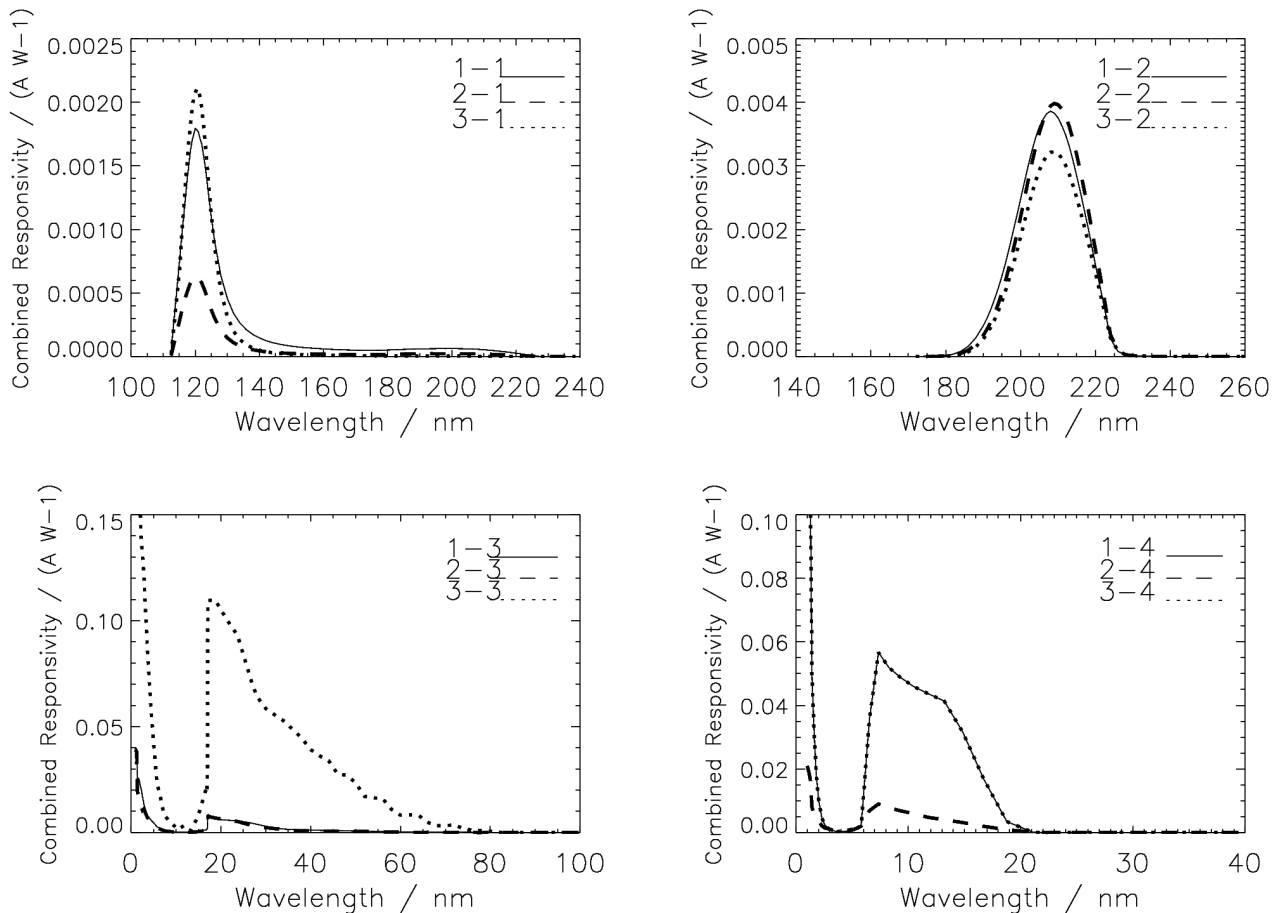 Combined Responsivity / (A W-1)
0.0025
0.0020
0.0015
0.0010
0.0005
0.0000
1-1
2-1
3-1
100 120 140 160 180 200 220 240
Wavelength / nm
Combined Responsivity / (A W-1)
0.005
0.004
0.003
0.002
0.001
0.000
1-2
2-2
3-2
140 160 180 200 220 240 260
Wavelength / nm
Combined Responsivity / (A W-1)
0.15
0.10
0.05
0.00
1-3
2-3
3-3
0 20 40 60 80 100
Wavelength / nm
Combined Responsivity / (A W-1)
0.10
0.08
0.06
0.04
0.02
0.00
1-4
2-4
3-4
0 10 20 30 40
Wavelength / nm